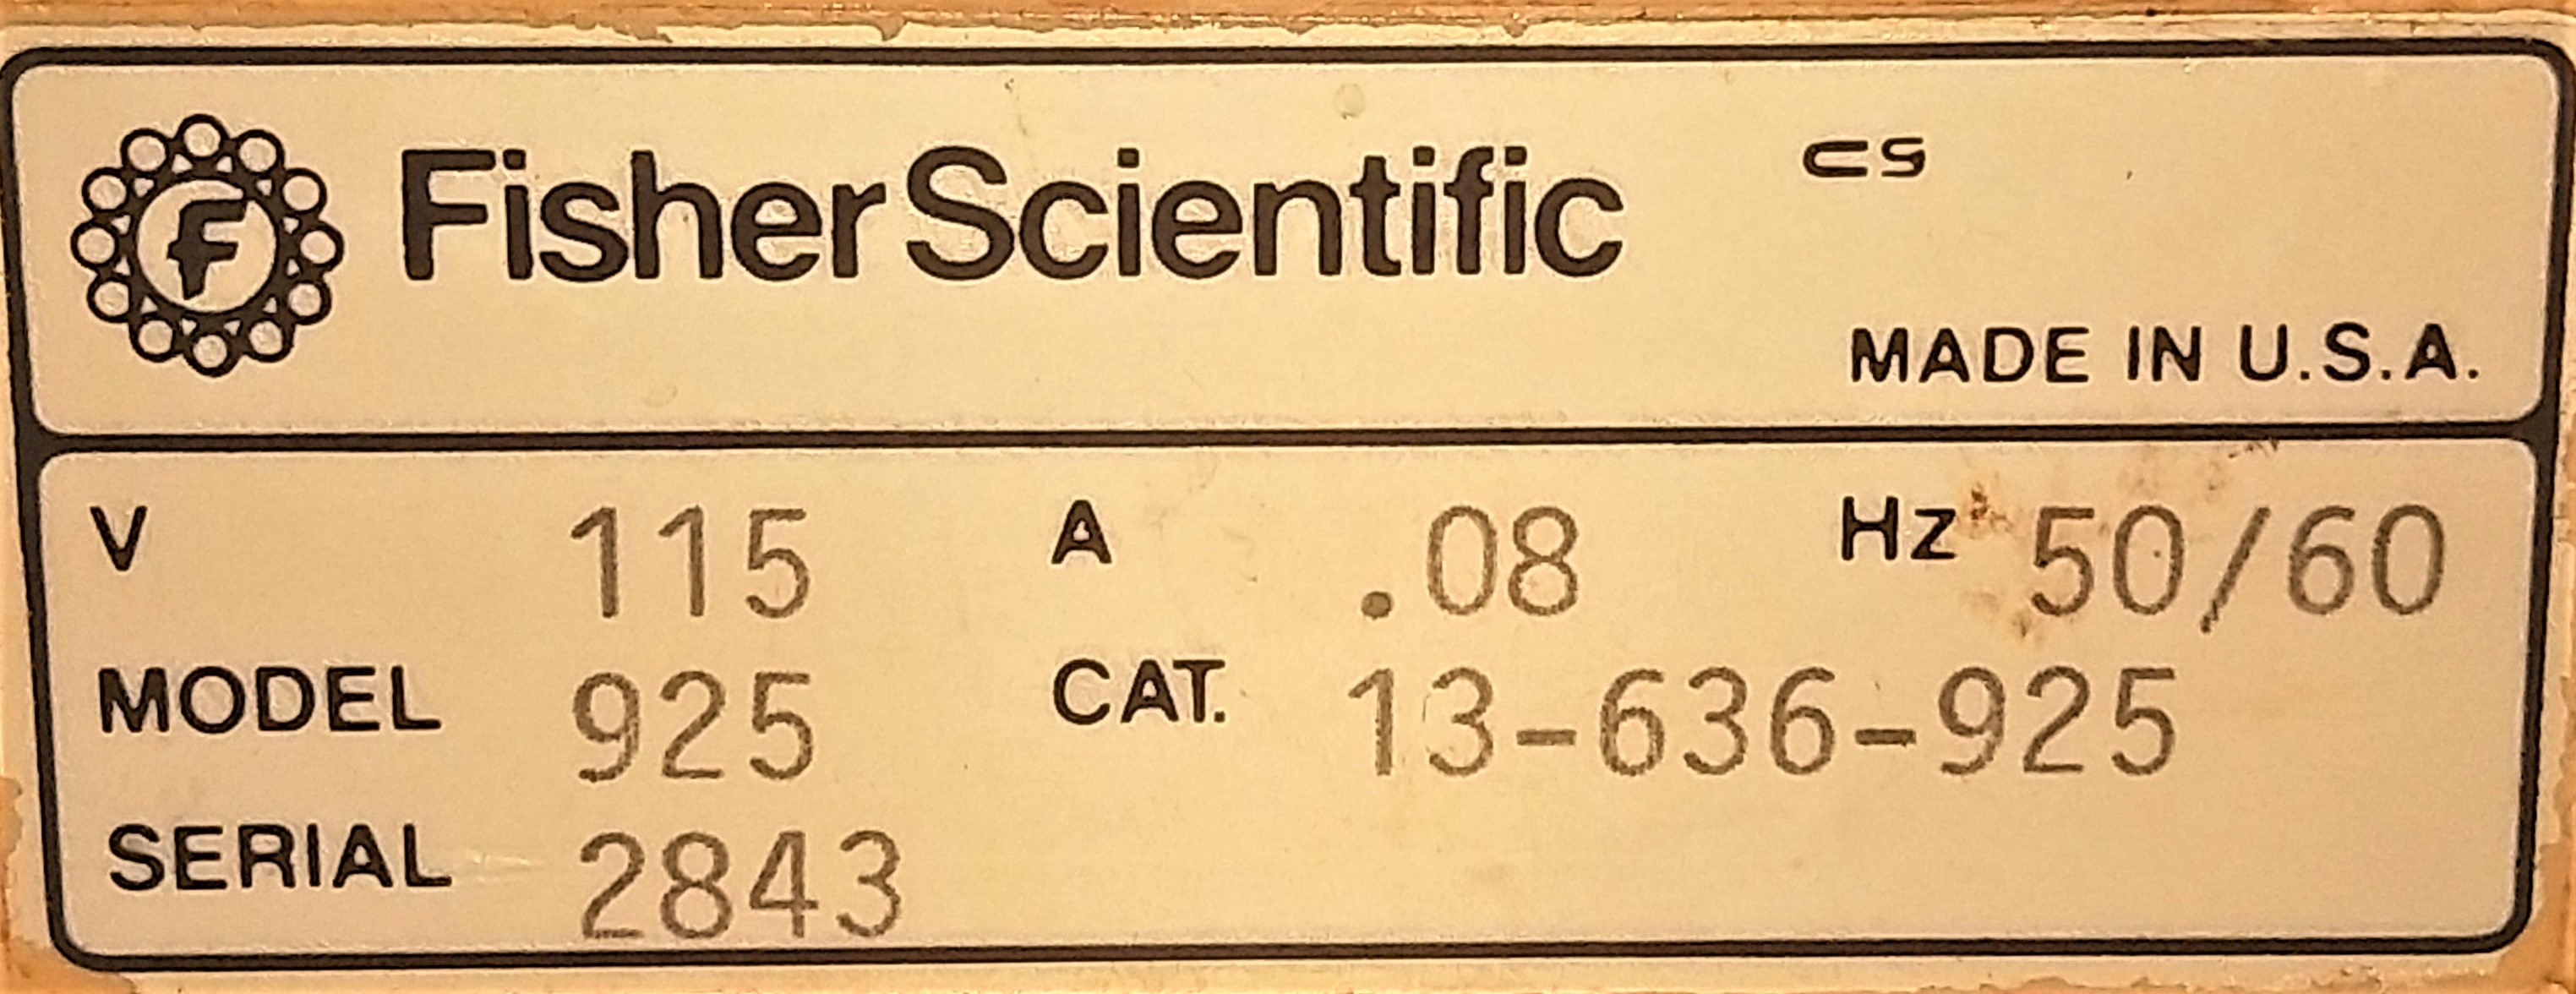 F Fisher Scientific CS
MADE IN U.S.A.
V 115 A .08 Hz 50/60
MODEL 925 CAT. 13-636-925
SERIAL 2843